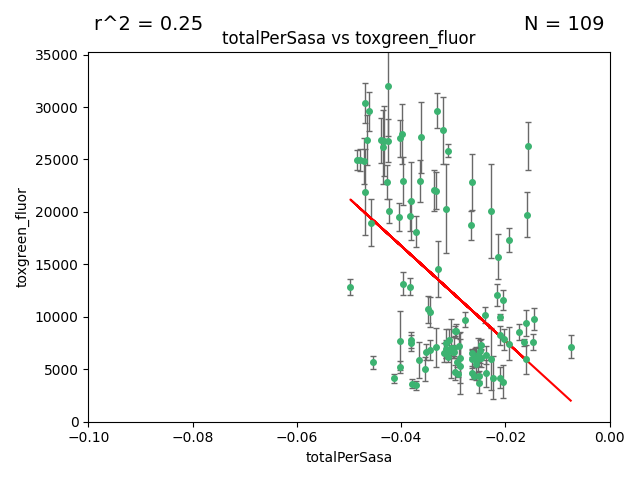 r^2 = 0.25
N = 109
totalPerSasa vs toxgreen_fluor
35000
30000
25000
20000
15000
10000
5000
0
toxgreen_fluor
−0.10
−0.08
−0.06
−0.04
−0.02
0.00
totalPerSasa